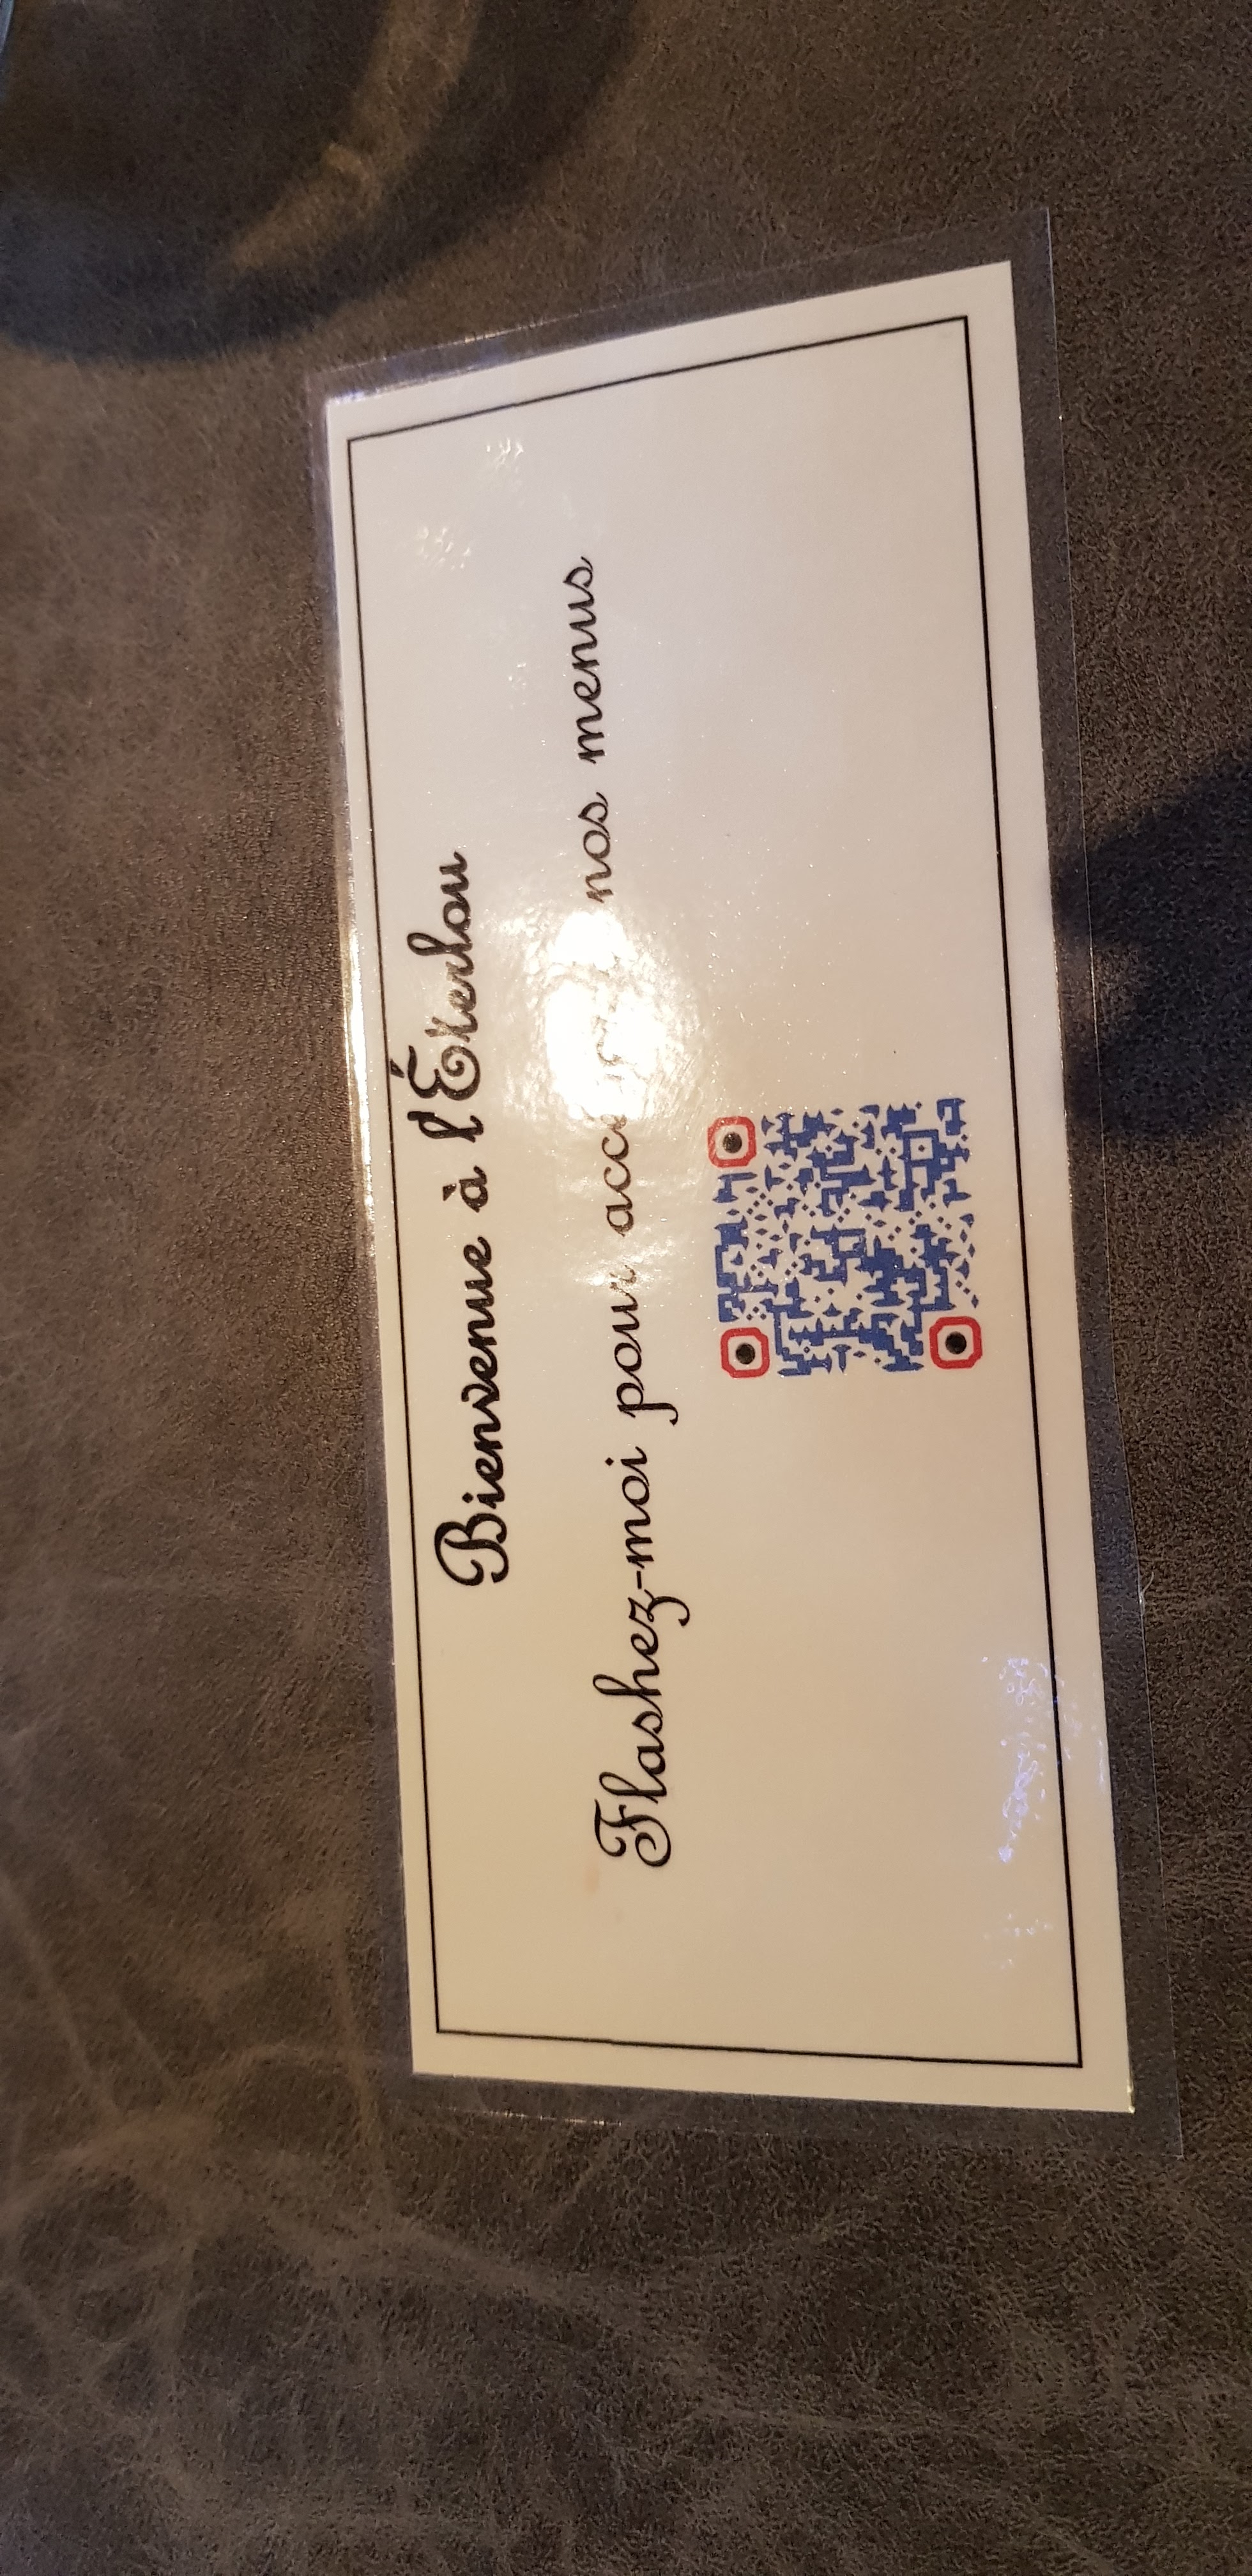 Bienvenue à l'Éterlou
Flashez-moi pour nos menus